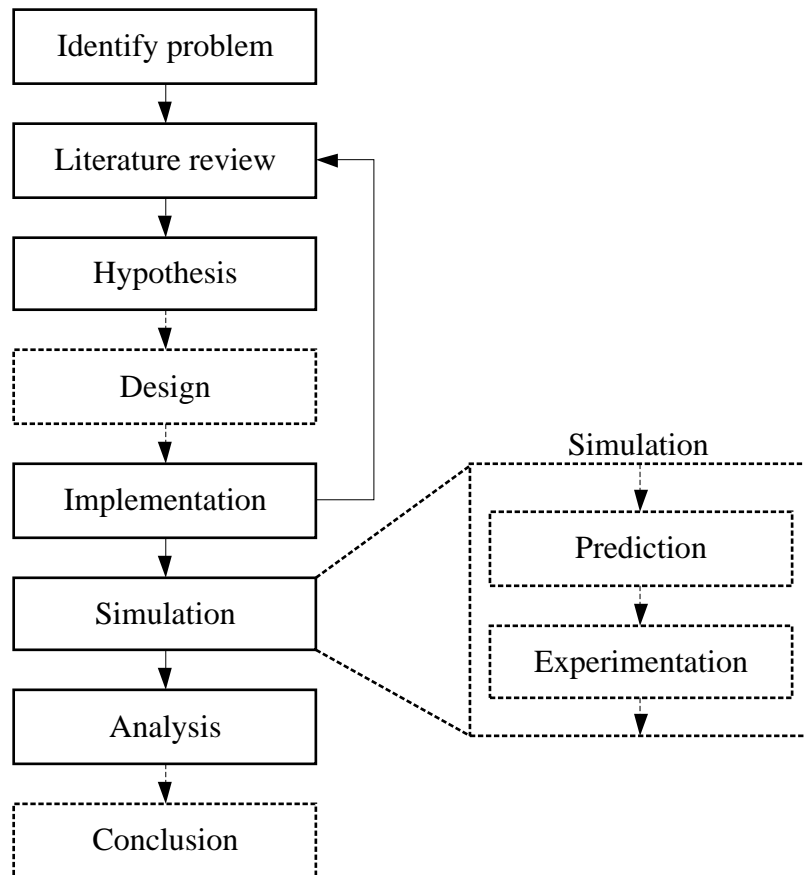 Identify problem
Literature review
Hypothesis
Design
Implementation
Simulation
Analysis
Conclusion
Simulation
Prediction
Experimentation